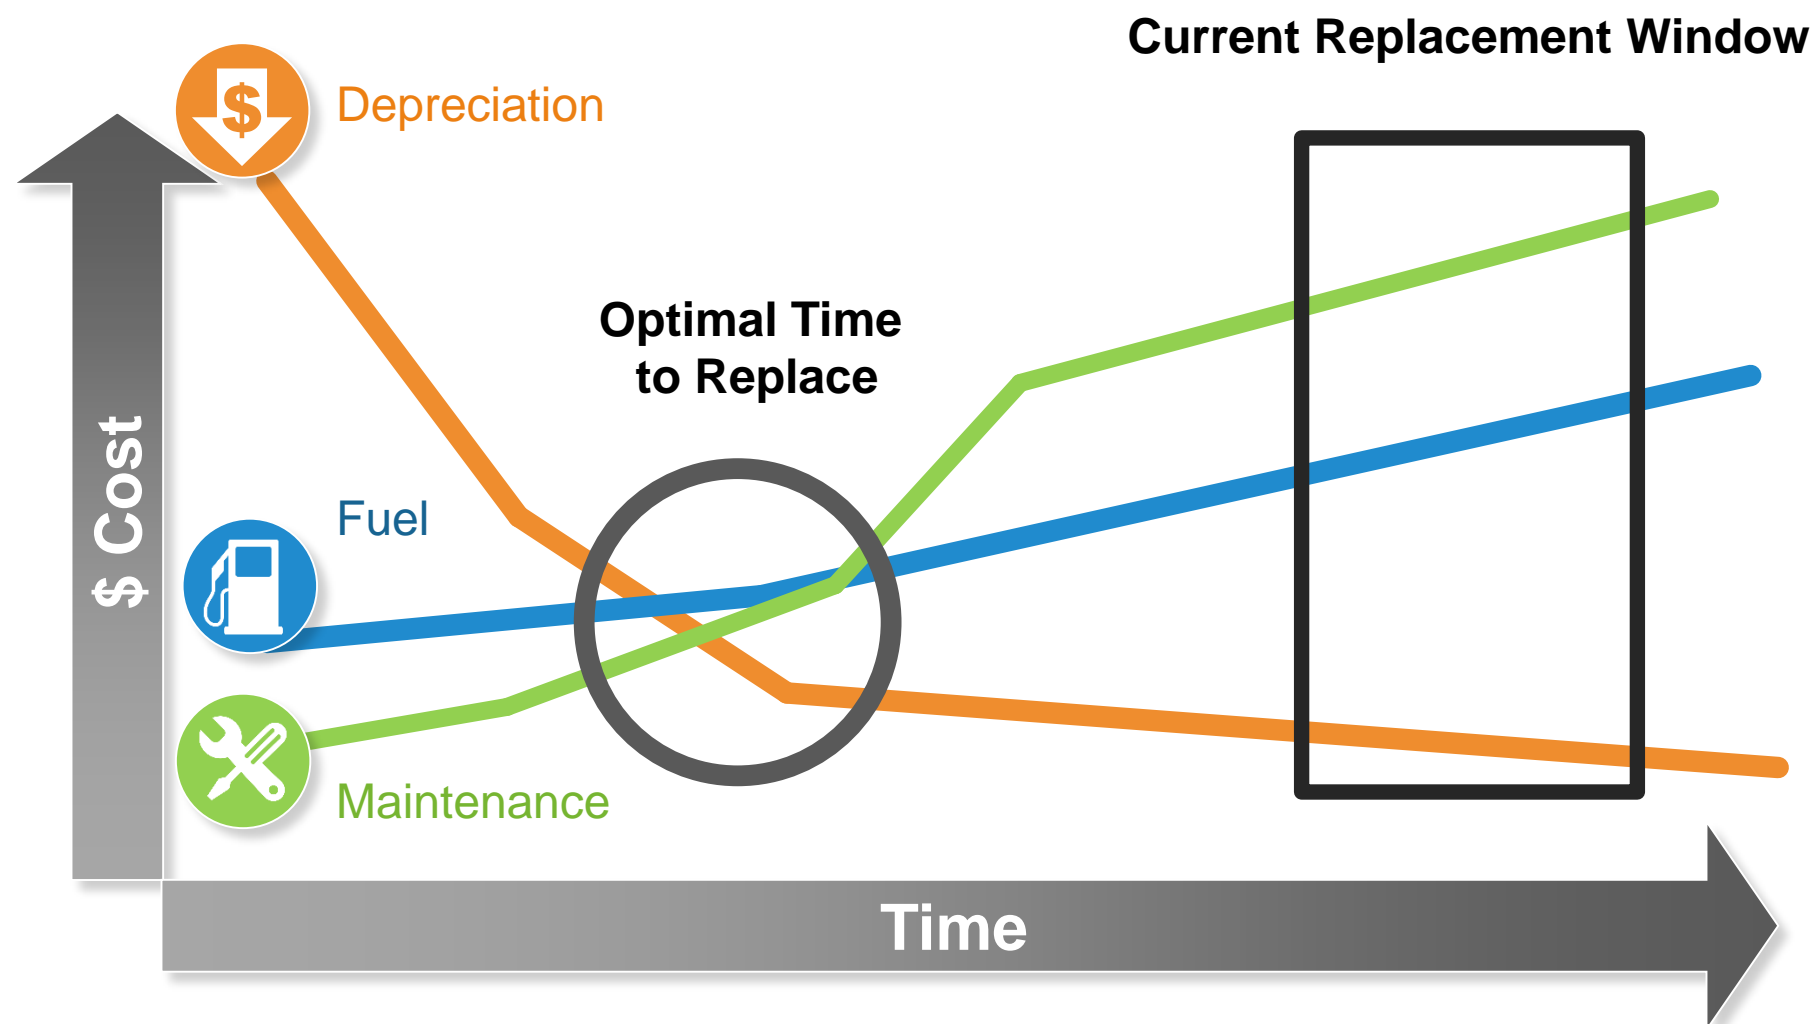 Current Replacement Window
$
Depreciation
Optimal Time
to Replace
$ Cost
Fuel
Maintenance
Time